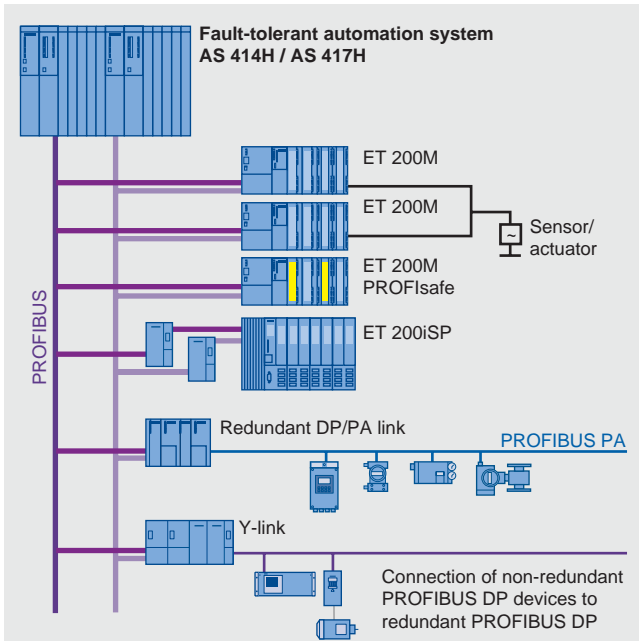 Fault-tolerant automation system
AS 414H / AS 417H
ET 200M
ET 200M
Sensor/
actuator
~
ET 200M
PROFIsafe
ET 200iSP
PROFIBUS
Redundant DP/PA link
PROFIBUS PA
Y-link
Connection of non-redundant
PROFIBUS DP devices to
redundant PROFIBUS DP